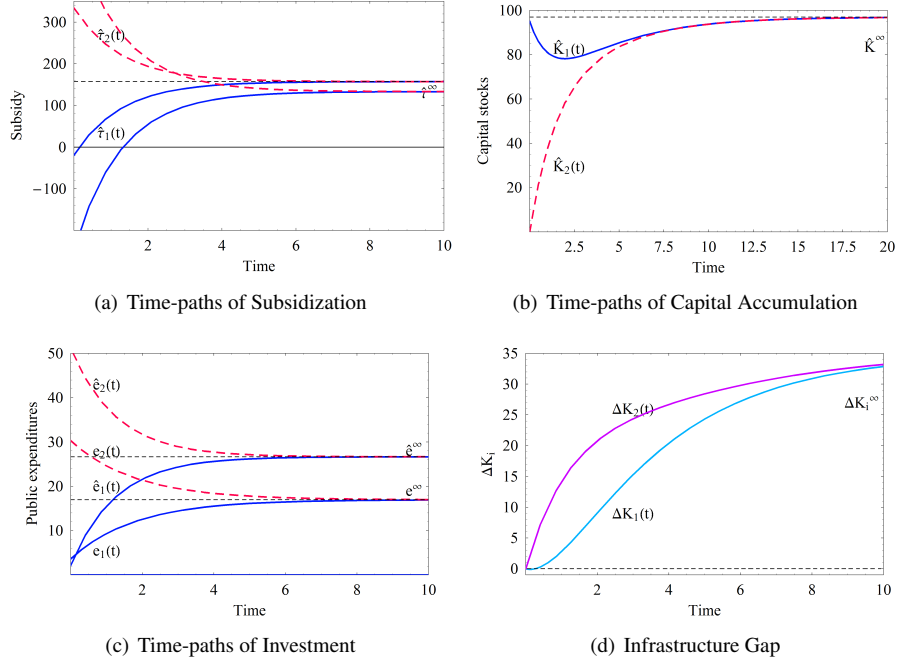 300
200
100
0
−100
Subsidy
τ̂₂(t)
τ̂₁(t)
τ̂^∞
2
4
6
8
10
Time
(a) Time-paths of Subsidization
100
80
60
40
20
Capital stocks
K̂₁(t)
K̂₂(t)
K̂^∞
2.5
5
7.5
10
12.5
15
17.5
20
Time
(b) Time-paths of Capital Accumulation
50
40
30
20
10
Public expenditures
ê₂(t)
e₂(t)
ê₁(t)
e₁(t)
ê^∞
e^∞
2
4
6
8
10
Time
(c) Time-paths of Investment
35
30
25
20
15
10
5
0
ΔKᵢ
ΔK₂(t)
ΔK₁(t)
ΔKᵢ^∞
2
4
6
8
10
Time
(d) Infrastructure Gap